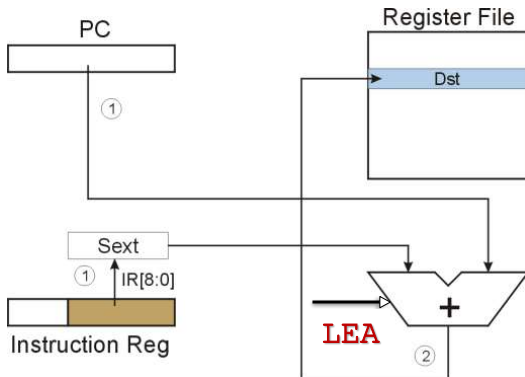 PC
Register File
Dst
①
Sext
①
IR[8:0]
+
LEA
②
Instruction Reg